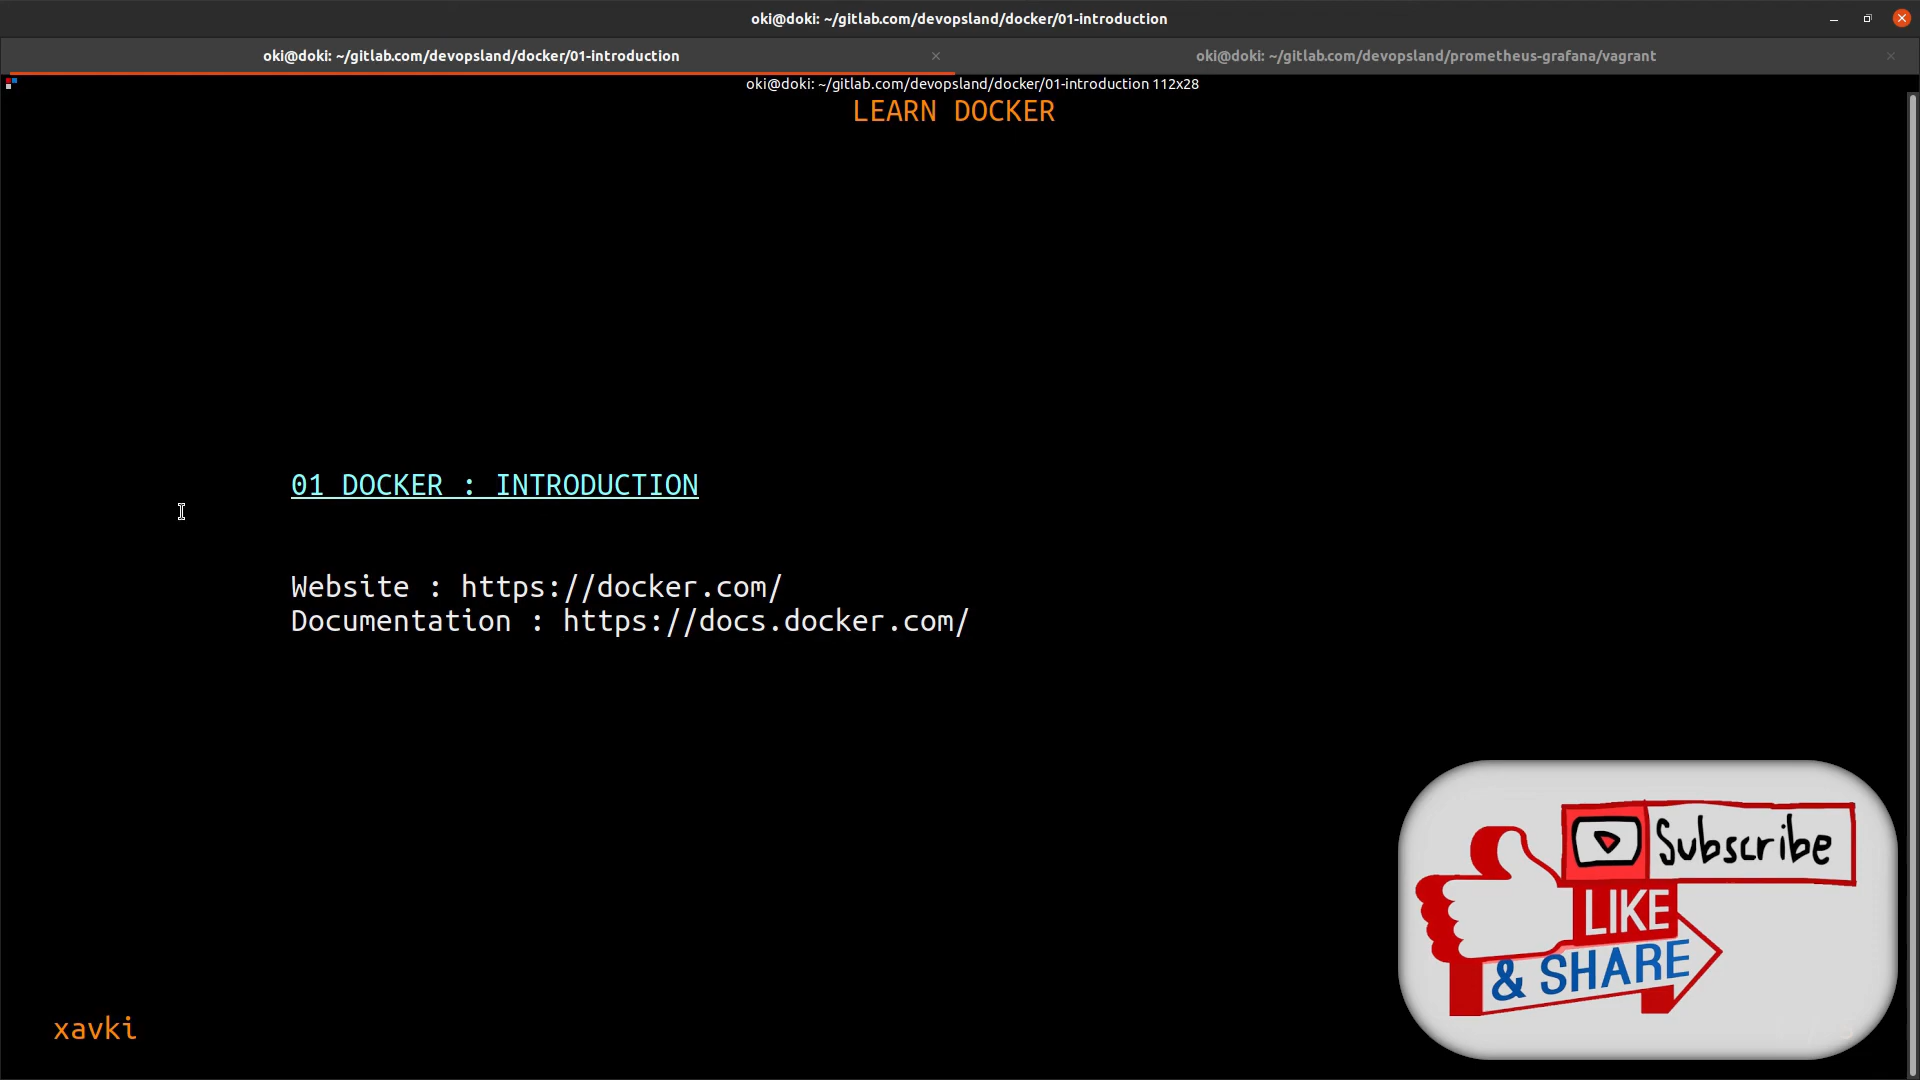 oki@doki: ~/gitlab.com/devopsland/docker/01-introduction
oki@doki: ~/gitlab.com/devopsland/docker/01-introduction
oki@doki: ~/gitlab.com/devopsland/prometheus-grafana/vagrant
oki@doki: ~/gitlab.com/devopsland/docker/01-introduction 112x28
LEARN DOCKER
01 DOCKER : INTRODUCTION
Website : https://docker.com/
Documentation : https://docs.docker.com/
Subscribe
LIKE
& SHARE
xavki